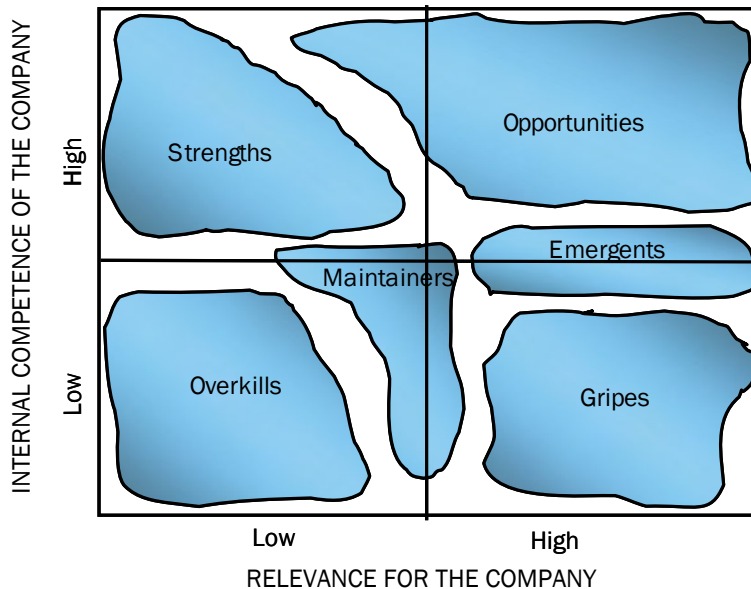 INTERNAL COMPETENCE OF THE COMPANY
High
Low
Strengths
Opportunities
Emergents
Maintainers
Overkills
Gripes
Low
High
RELEVANCE FOR THE COMPANY